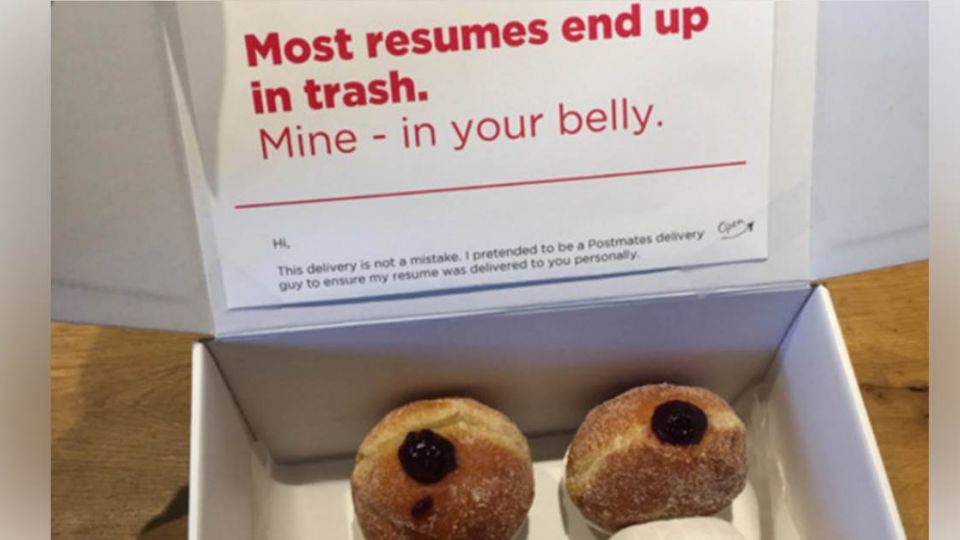 Most resumes end up
in trash.
Mine - in your belly.
Hi,
This delivery is not a mistake. I pretended to be a Postmates delivery
guy to ensure my resume was delivered to you personally.
Open